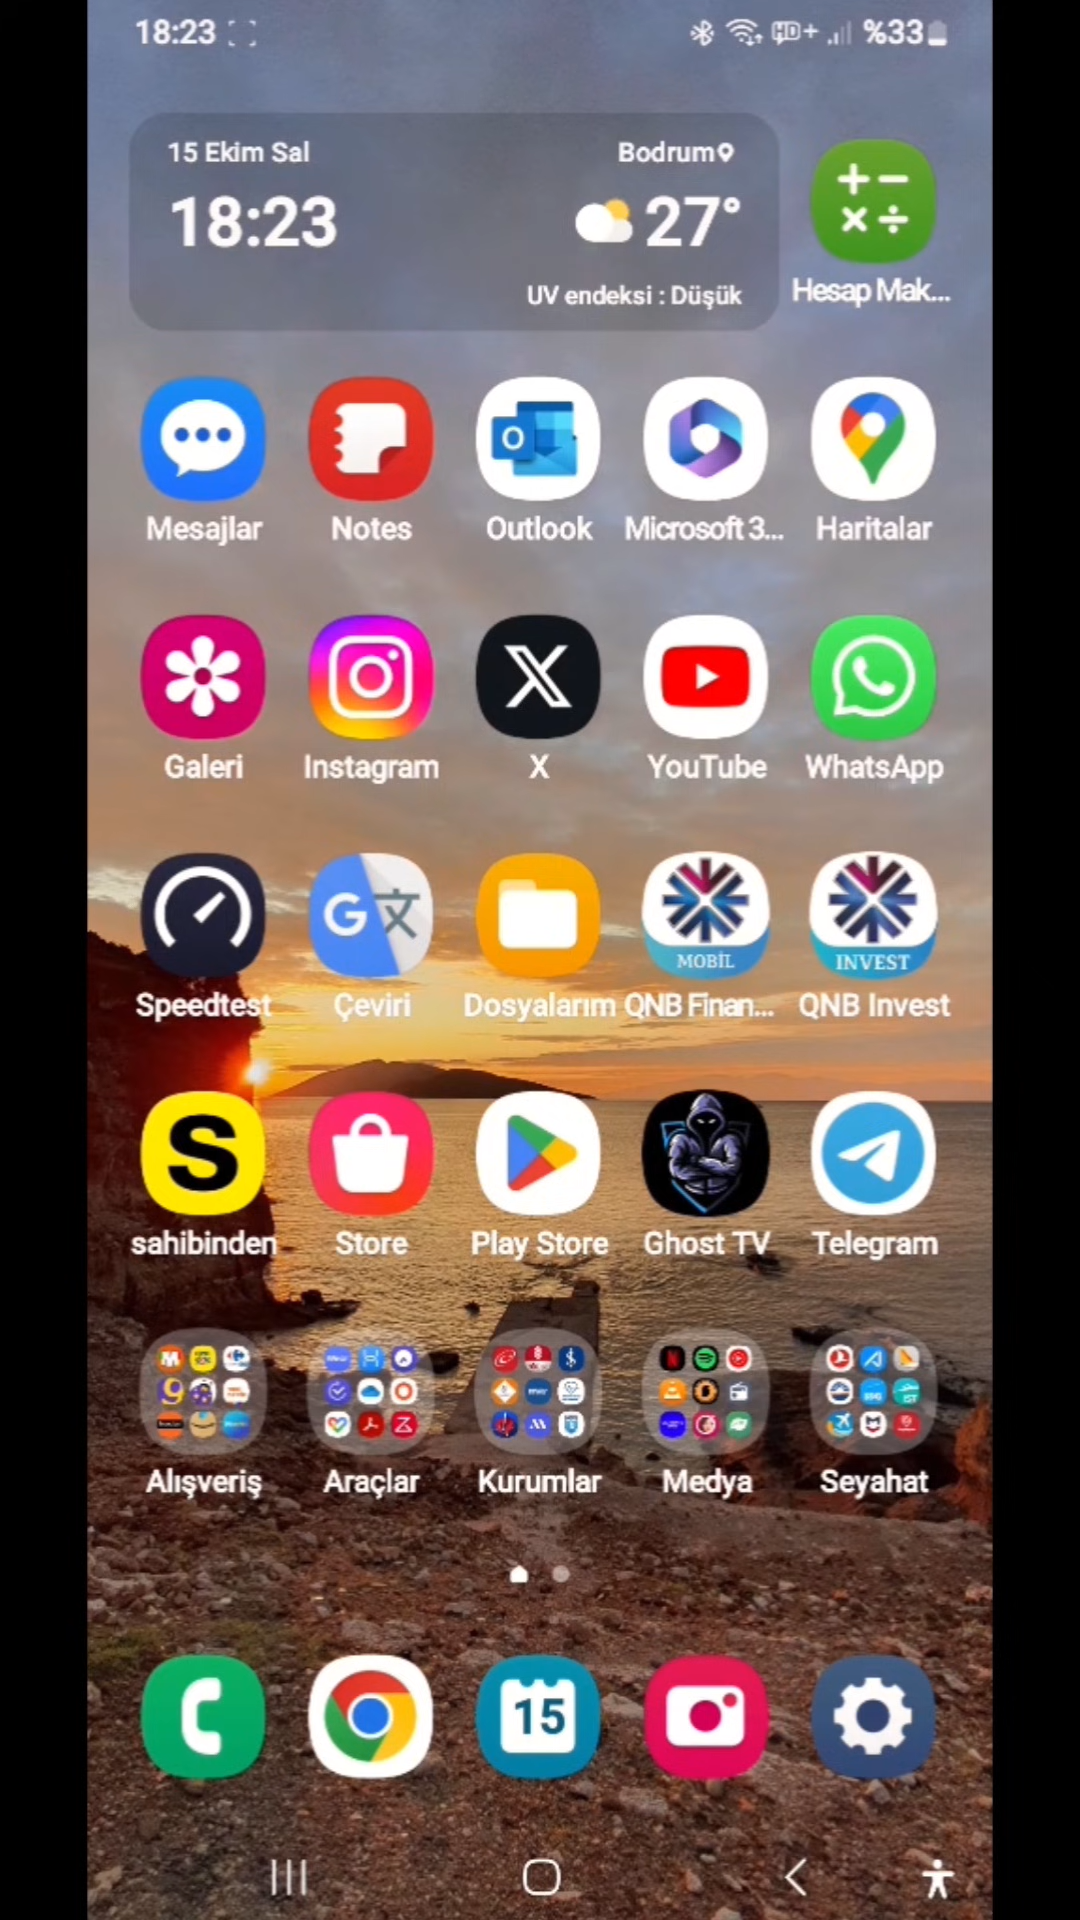 18:23
HD+ %33
15 Ekim Sal Bodrum
18:23 27°
UV endeksi : Düşük
Hesap Mak...
Mesajlar Notes Outlook Microsoft 3... Haritalar
Galeri Instagram X YouTube WhatsApp
MOBİL INVEST
Speedtest Çeviri Dosyalarım QNB Finan... QNB Invest
sahibinden Store Play Store Ghost TV Telegram
Alışveriş Araçlar Kurumlar Medya Seyahat
15